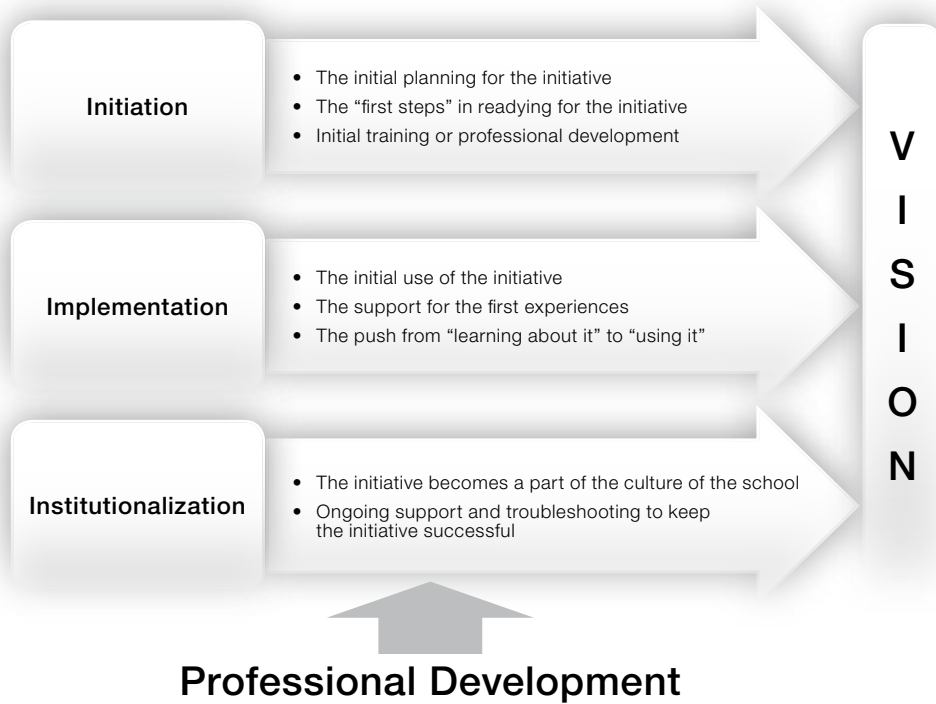 Initiation
• The initial planning for the initiative
• The “first steps” in readying for the initiative
• Initial training or professional development
Implementation
• The initial use of the initiative
• The support for the first experiences
• The push from “learning about it” to “using it”
Institutionalization
• The initiative becomes a part of the culture of the school
• Ongoing support and troubleshooting to keep
the initiative successful
V
I
S
I
O
N
Professional Development